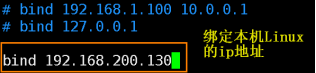 # bind 192.168.1.100 10.0.0.1
# bind 127.0.0.1
绑定本机Linux
的ip地址
bind 192.168.200.130